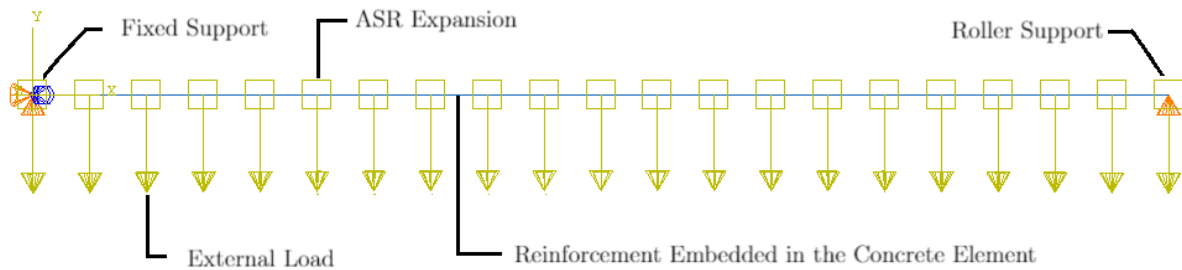 Y
Fixed Support
ASR Expansion
Roller Support
X
External Load
Reinforcement Embedded in the Concrete Element